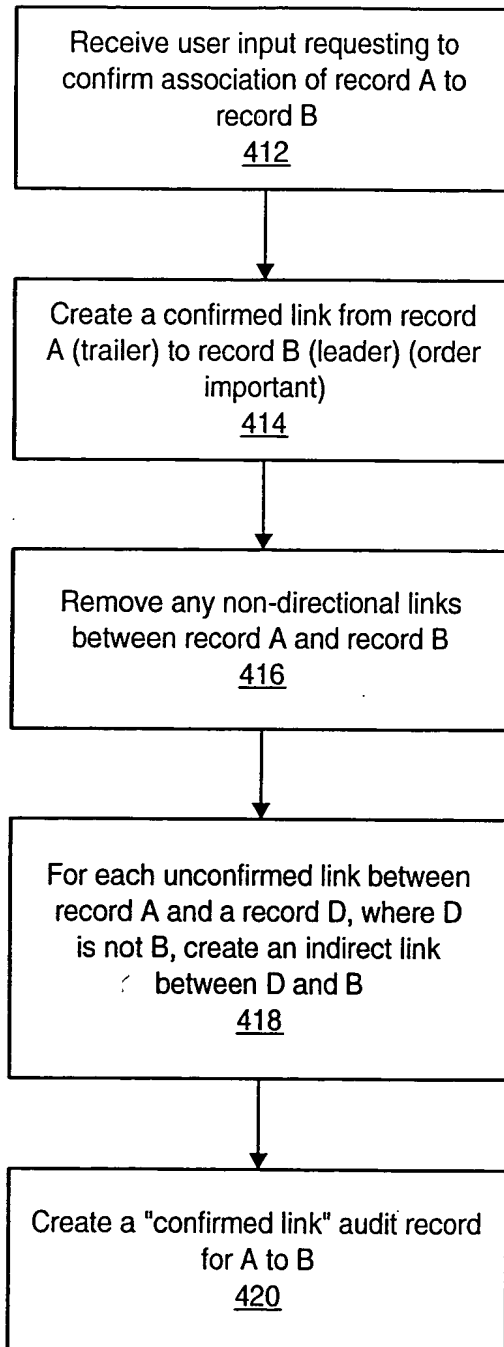 Receive user input requesting to
confirm association of record A to
record B
412
Create a confirmed link from record
A (trailer) to record B (leader) (order
important)
414
Remove any non-directional links
between record A and record B
416
For each unconfirmed link between
record A and a record D, where D
is not B, create an indirect link
between D and B
418
Create a "confirmed link" audit record
for A to B
420